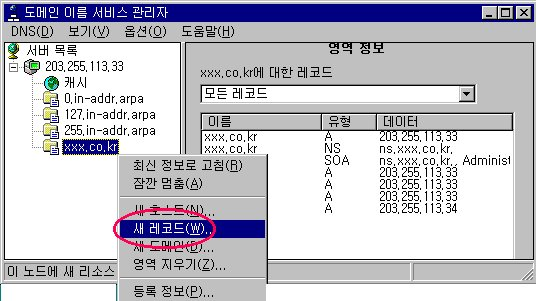 도메인 이름 서비스 관리자
DNS(D) 보기(V) 옵션(O) 도움말(H)
서버 목록
203,255,113,33
캐시
0,in-addr,arpa
127,in-addr,arpa
255,in-addr,arpa
xxx,co,kr
영역 정보
xxx,co,kr에 대한 레코드
모든 레코드
이름 유형 데이터
xxx,co,kr A 203,255,113,33
xxx,co,kr NS ns,xxx,co,kr,
xxx,co,kr SOA ns,xxx,co,kr,, Administ
A 203,255,113,33
A 203,255,113,33
A 203,255,113,33
A 203,255,113,34
최신 정보로 고침(R)
잠깐 멈춤(A)
새 호스트(N)...
새 레코드(W)...
새 도메인(D)...
영역 지우기(Z)...
등록 정보(P)...
이 노드에 새 리소스